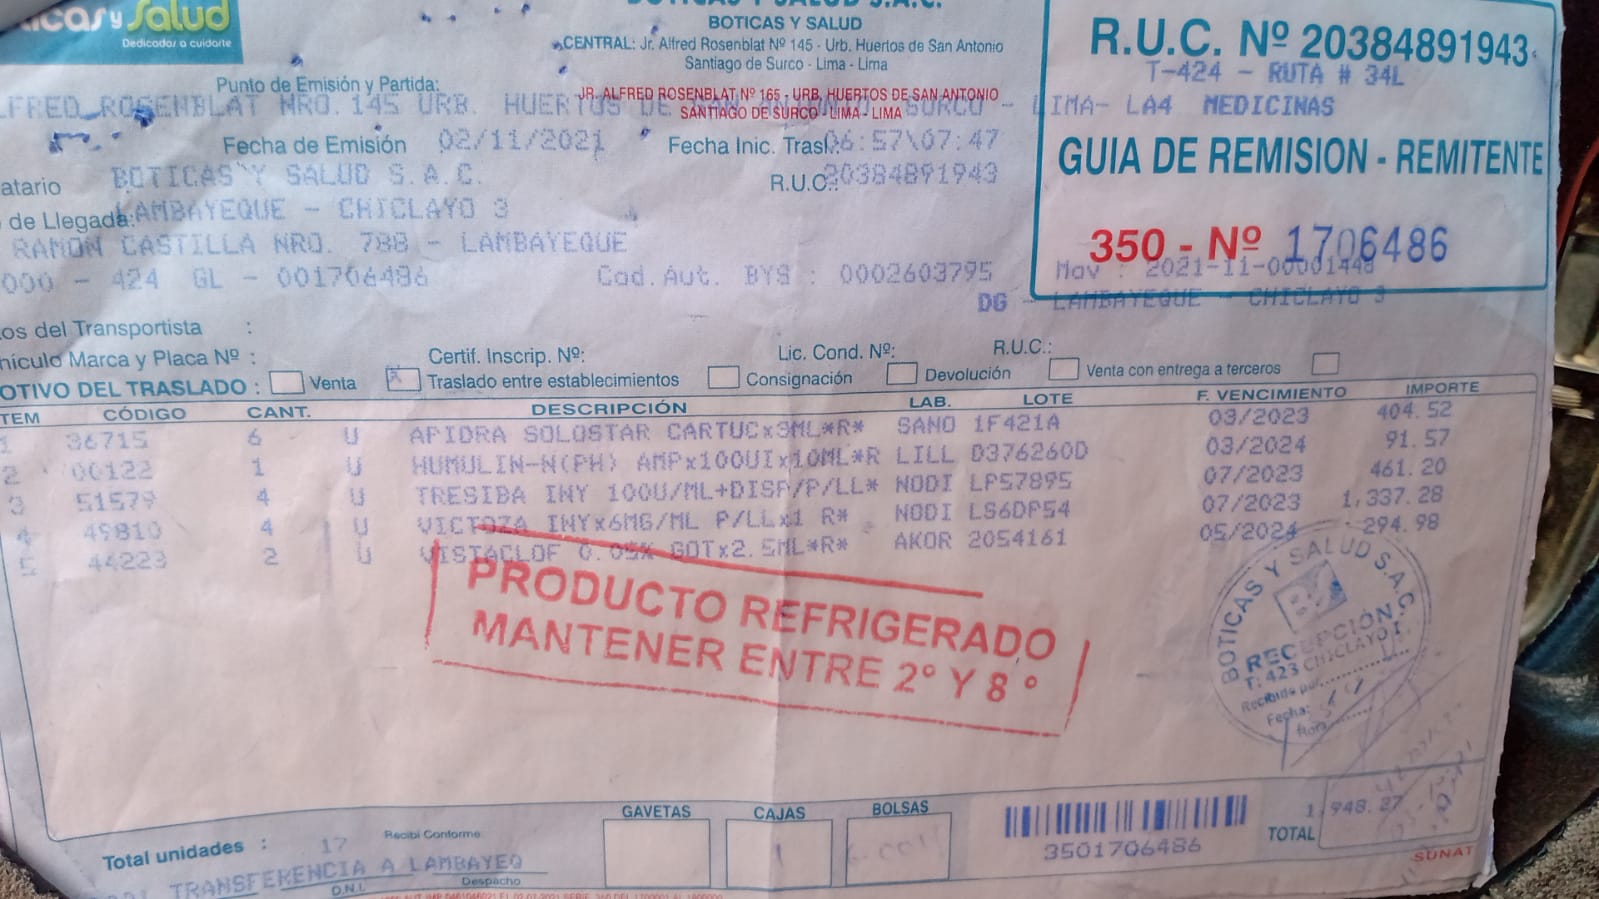 icas y Salud
Dedicados a cuidarte
BOTICAS Y SALUD S.A.C.
BOTICAS Y SALUD
CENTRAL: Jr. Alfred Rosenblat Nº 145 - Urb. Huertos de San Antonio
Santiago de Surco - Lima - Lima
JR. ALFRED ROSENBLAT Nº 165 - URB. HUERTOS DE SAN ANTONIO
SANTIAGO DE SURCO - LIMA - LIMA
R.U.C. Nº 20384891943
T-424 - RUTA # 34L
MEDICINAS
GUIA DE REMISION - REMITENTE
350 - Nº 1706486
Mov : 2021-11-00001448
DG - LAMBAYEQUE - CHICLAYO 3
Punto de Emisión y Partida:
LFRED ROSENBLAT NRO. 145 URB. HUERTOS DE SAN ANTONIO SURCO - LIMA- LA4
Fecha de Emisión 02/11/2021 Fecha Inic. Trasl. 06:57\07:47
atario BOTICAS Y SALUD S.A.C. R.U.C.: 20384891943
de Llegada: LAMBAYEQUE - CHICLAYO 3
RAMON CASTILLA NRO. 788 - LAMBAYEQUE
000 - 424 GL - 001706486 Cod.Aut. BYS : 0002603795
os del Transportista :
hículo Marca y Placa Nº : Certif. Inscrip. Nº: Lic. Cond. Nº: R.U.C.:
OTIVO DEL TRASLADO : Venta X Traslado entre establecimientos Consignación Devolución Venta con entrega a terceros
TEM CÓDIGO CANT. DESCRIPCIÓN LAB. LOTE F. VENCIMIENTO IMPORTE
1 36715 6 U APIDRA SOLOSTAR CARTUCx3ML*R* SANO 1F421A 03/2023 404.52
2 00122 1 U HUMULIN-N(PH) AMPx100UIx10ML*R LILL D376260D 03/2024 91.57
3 51579 4 U TRESIBA INY 100U/ML+DISP/P/LL* NODI LP57895 07/2023 461.20
4 49810 4 U VICTOZA INYx6MG/ML P/LLx1 R* NODI LS6DP54 07/2023 1,337.28
5 44223 2 U VISTACLOF 0.05% GOTx2.5ML*R* AKOR 2054161 05/2024 -294.98
PRODUCTO REFRIGERADO
MANTENER ENTRE 2° Y 8°
BOTICAS Y SALUD S.A.C.
RECEPCIÓN
T: 423 CHICLAYO I
Recibido por
Fecha:
Hora
GAVETAS CAJAS BOLSAS
1
Total unidades : 17 Recibi Conforme
TRANSFERENCIA A LAMBAYEQ
D.N.I. Despacho
3501706486
TOTAL 1,948.27
SUNAT